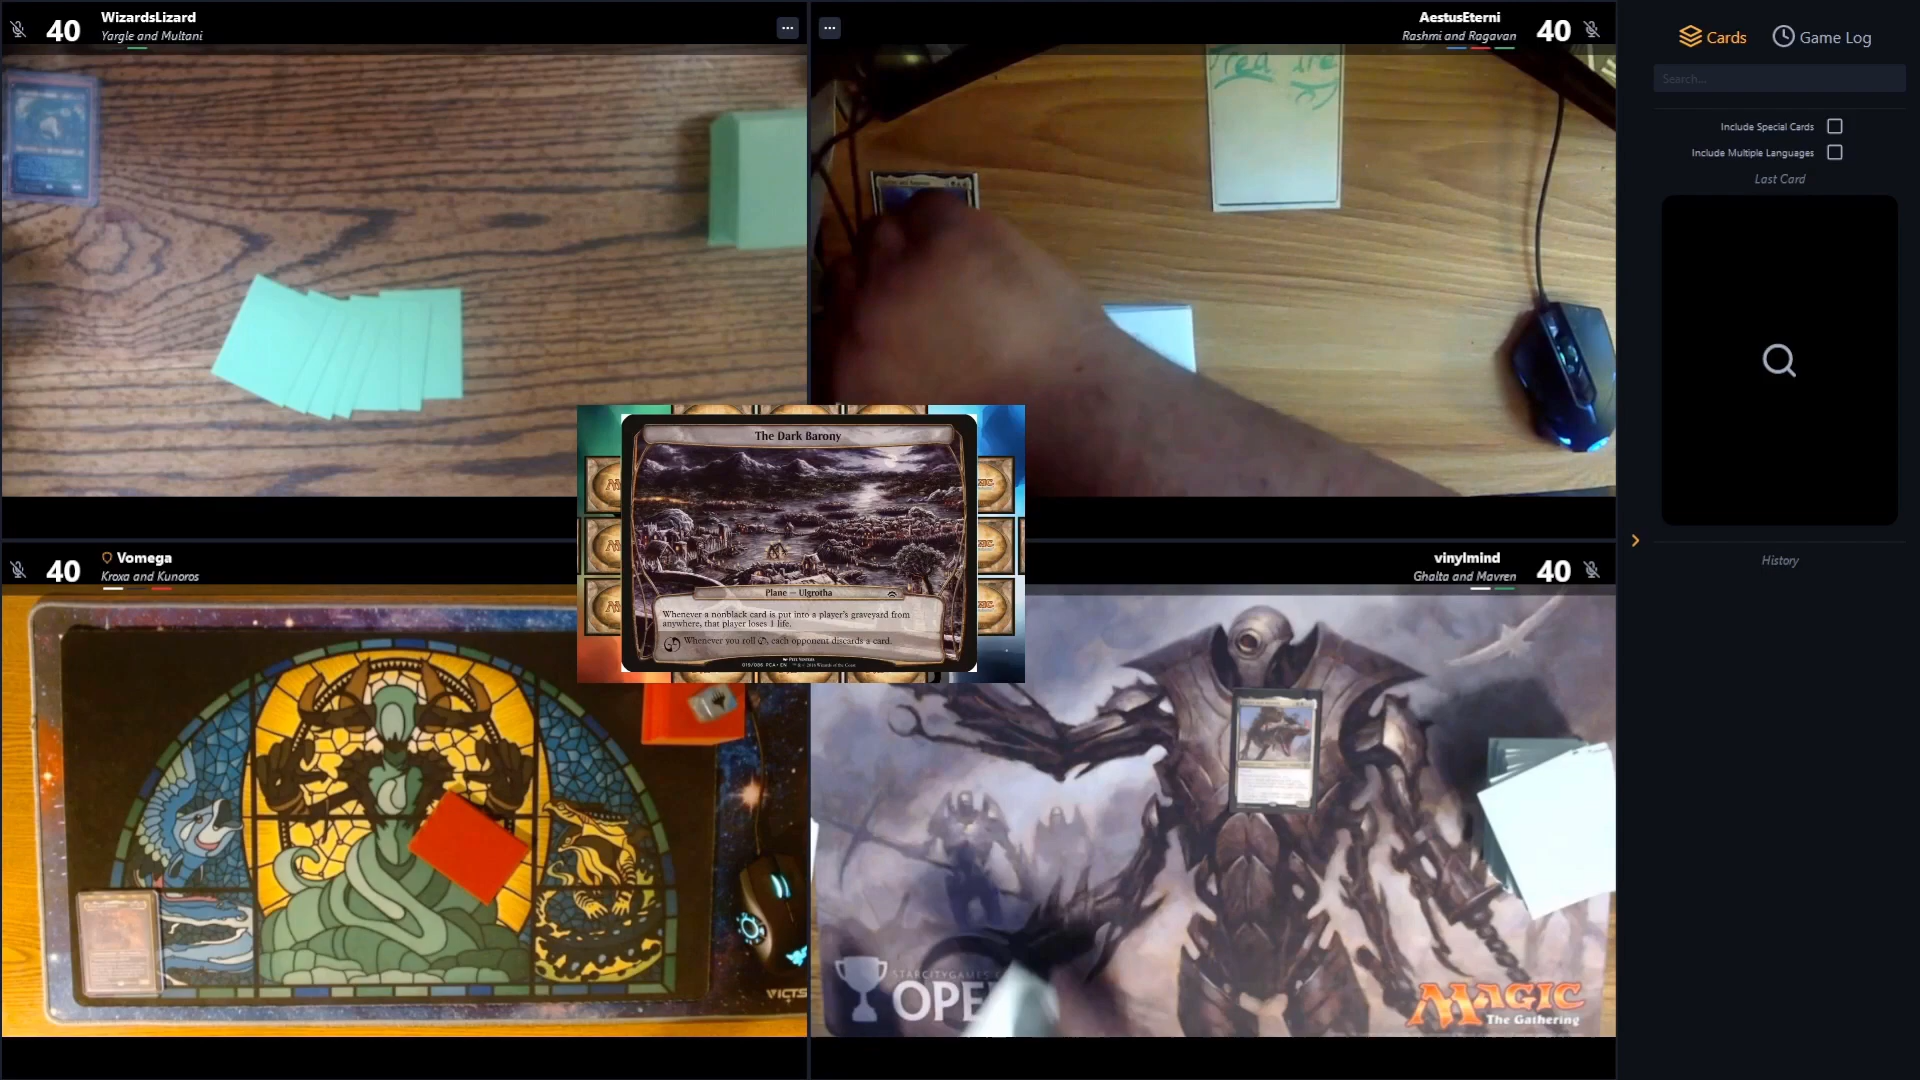 WizardsLizard
40
Yargle and Multani
AestusEterni
40
Rashmi and Ragavan
Vomega
40
Kroxa and Kunoros
vinylmind
40
Ghalta and Mavren
The Dark Barony
Plane — Ulgrotha
Whenever a nonblack card is put into a player's graveyard from
anywhere, that player loses 1 life.
Whenever you roll, each opponent discards a card.
STARCITYGAMES
OPE
MAGIC
The Gathering
VICTS
Cards
Game Log
Search...
Include Special Cards
Include Multiple Languages
Last Card
History